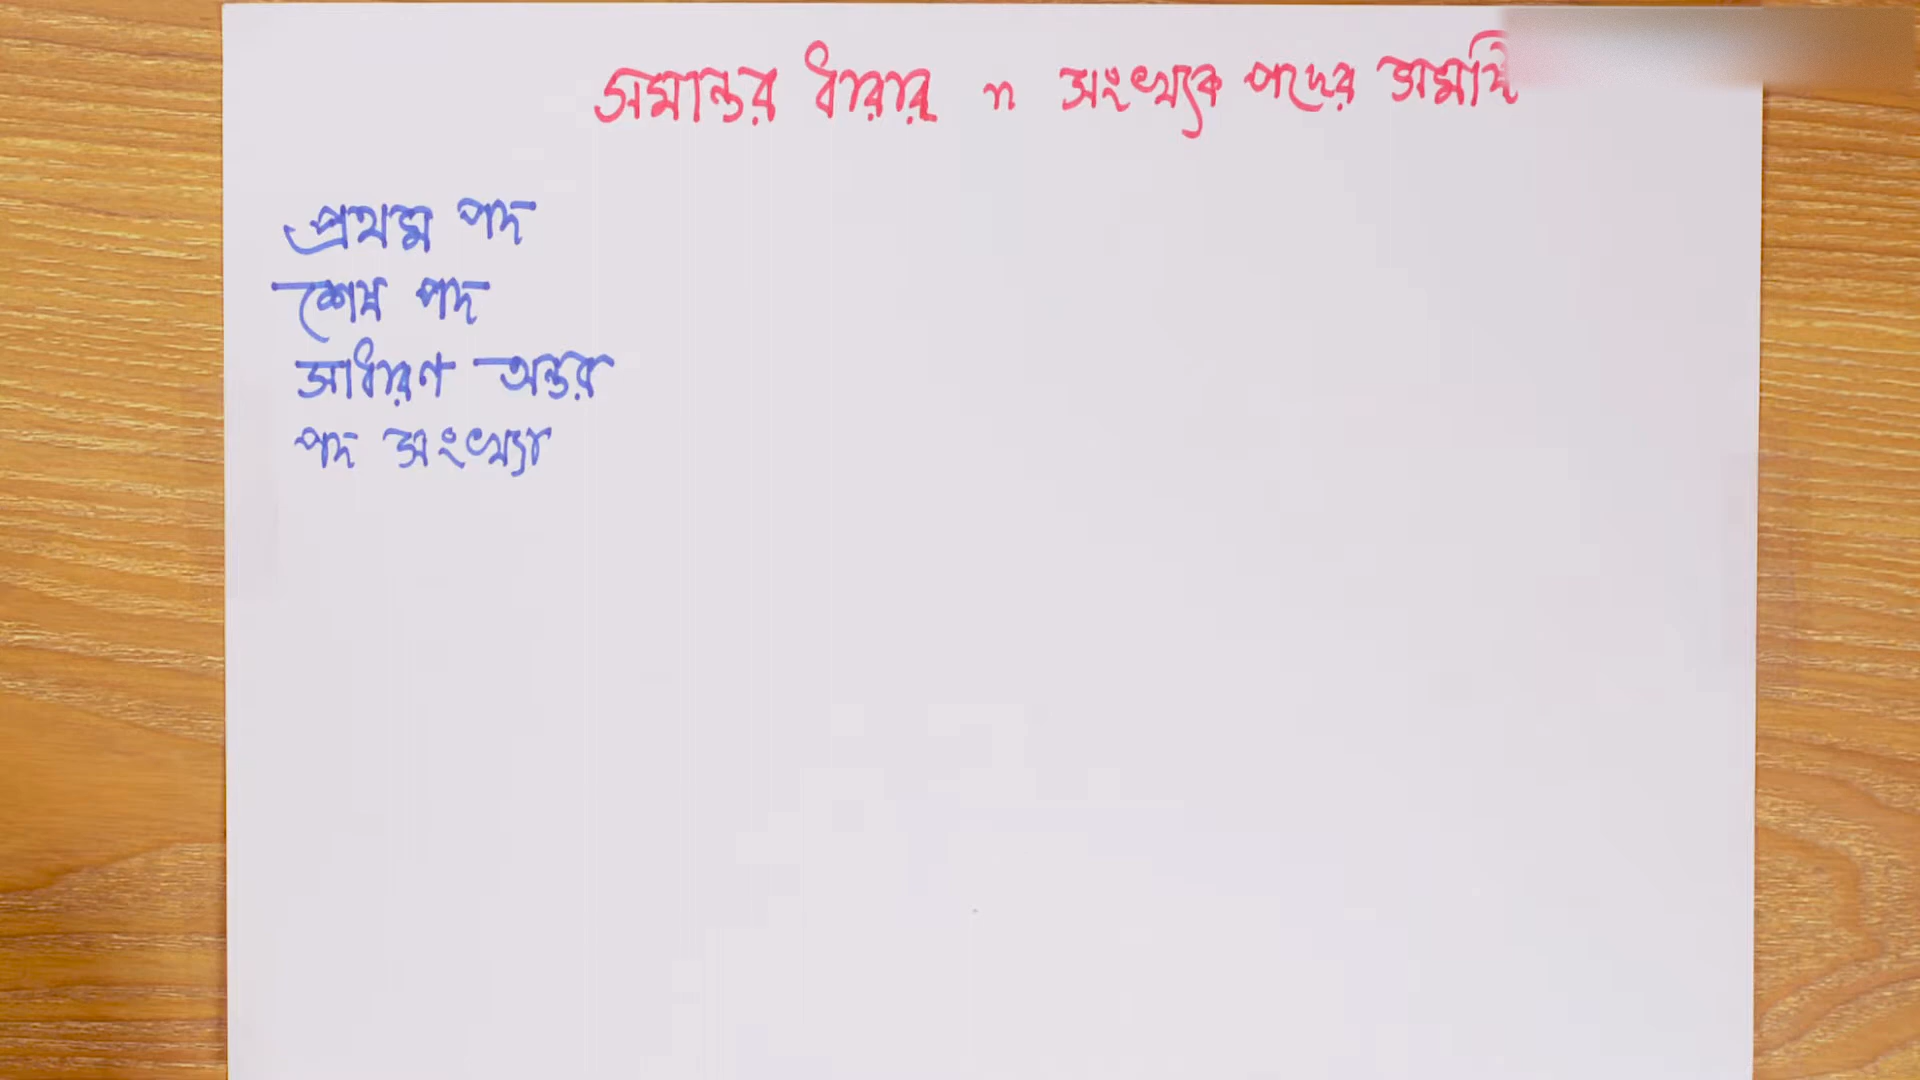 সমান্তর ধারার n সংখ্যক পদের সমষ্টি
প্রথম পদ
শেষ পদ
সাধারণ অন্তর
পদ সংখ্যা